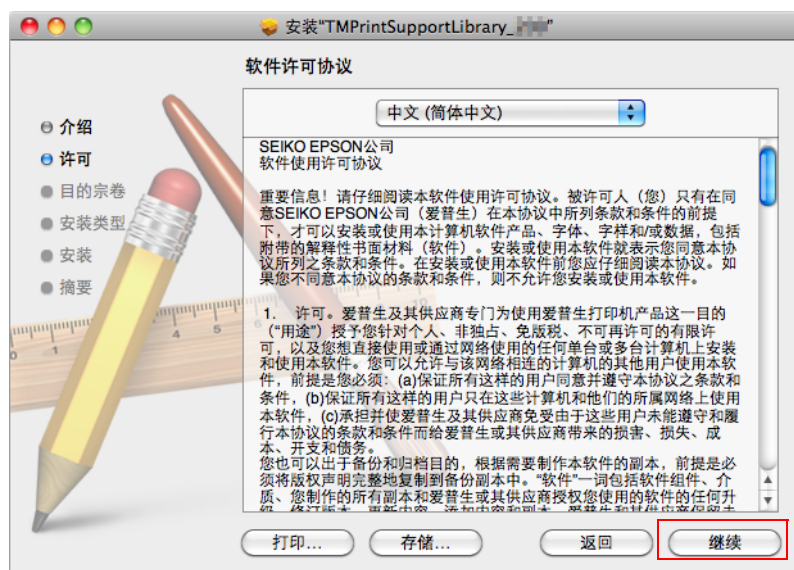 安装"TMPrintSupportLibrary_
软件许可协议
介绍
许可
目的宗卷
安装类型
安装
摘要
中文 (简体中文)
SEIKO EPSON公司
软件使用许可协议
重要信息！请仔细阅读本软件使用许可协议。被许可人（您）只有在同
意SEIKO EPSON公司（爱普生）在本协议中所列条款和条件的前提
下，才可以安装或使用本计算机软件产品、字体、字样和/或数据，包括
附带的解释性书面材料（软件）。安装或使用本软件就表示您同意本协
议所列之条款和条件。在安装或使用本软件前您应仔细阅读本协议。如
果您不同意本协议的条款和条件，则不允许您安装或使用本软件。
1. 许可。爱普生及其供应商专门为使用爱普生打印机产品这一目的
（“用途”）授予您针对个人、非独占、免版税、不可再许可的有限许
可，以及您想直接使用或通过网络使用的任何单台或多台计算机上安装
和使用本软件。您可以允许与该网络相连的计算机的其他用户使用本软
件，前提是您必须：(a)保证所有这样的用户同意并遵守本协议之条款和
条件，(b)保证所有这样的用户只在这些计算机和他们的所属网络上使用
本软件，(c)承担并使爱普生及其供应商免受由于这些用户未能遵守和履
行本协议的条款和条件而给爱普生或其供应商带来的损害、损失、成
本、开支和债务。
您也可以出于备份和归档目的，根据需要制作本软件的副本，前提是必
须将版权声明完整地复制到备份副本中。“软件”一词包括软件组件、介
质、您制作的所有副本和爱普生或其供应商授权您使用的软件的任何升
级、修订版本、更新内容、添加内容和副本。爱普生和其供应商保留未
打印...
存储...
返回
继续